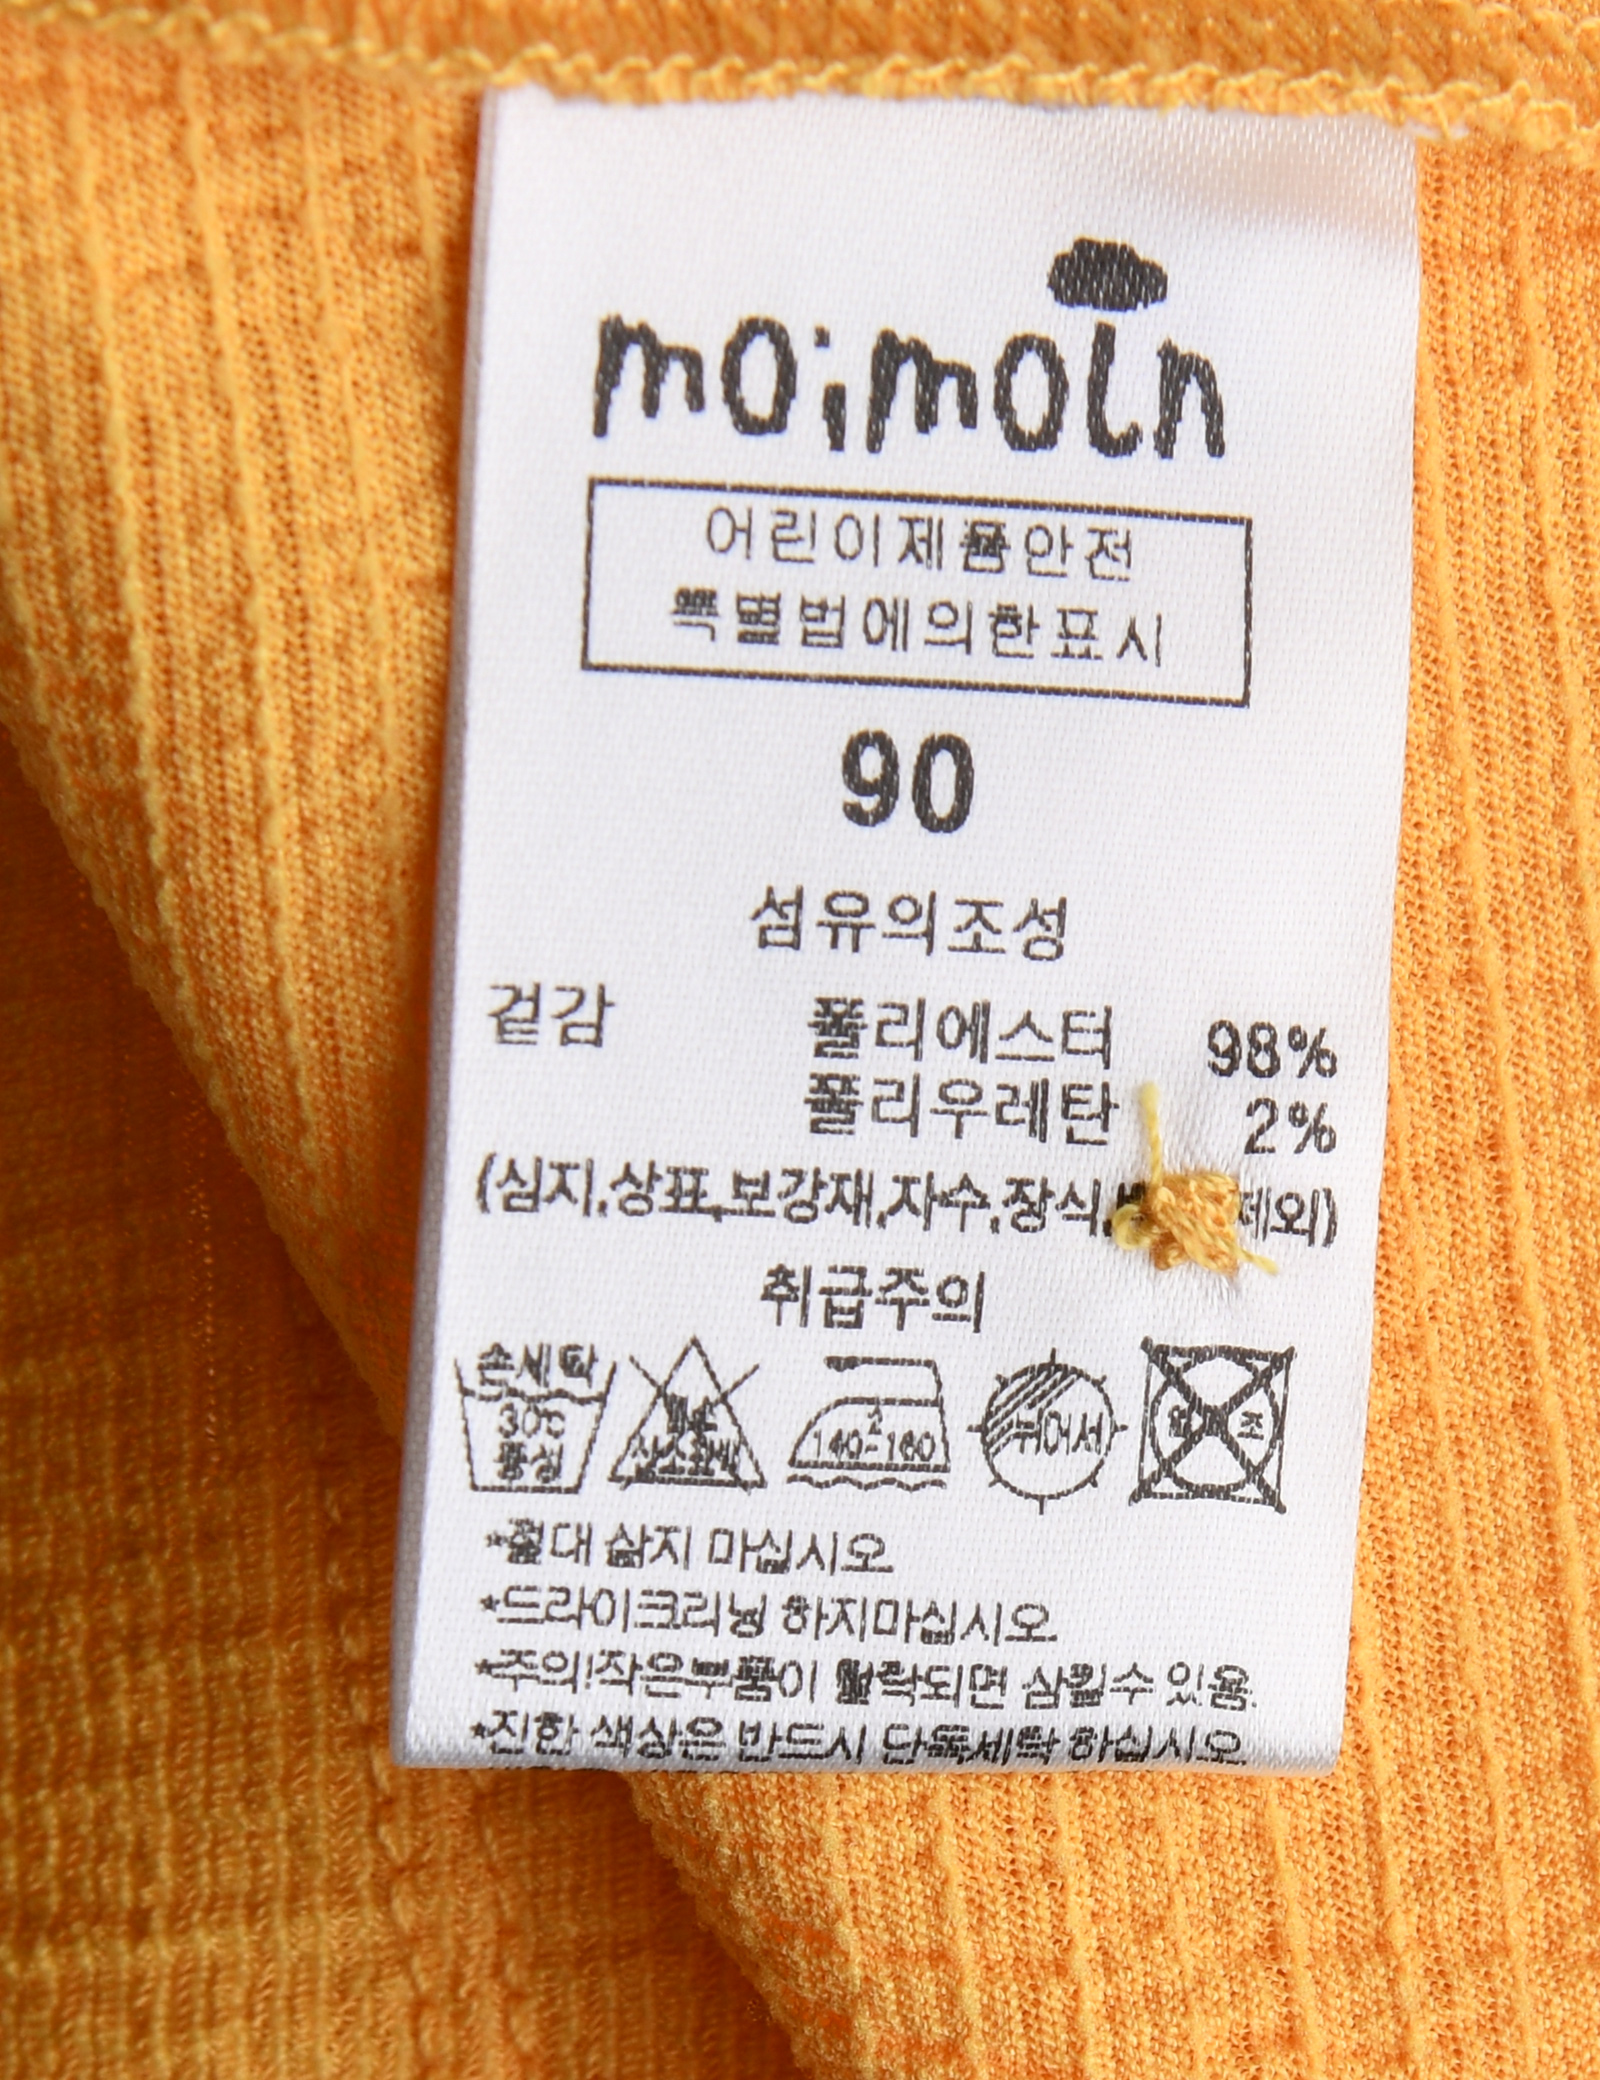 moimoln
어린이제품안전
특별법에의한표시
90
섬유의조성
겉감 폴리에스터 98%
폴리우레탄 2%
(심지,상표,보강재,자수,장식, 제외)
취급주의
손세탁
30℃
중성
2
140-160
*절대 삶지 마십시오
*드라이크리닝 하지마십시오
*주의!작은부품이 탈락되면 삼킬수 있음.
*진한 색상은 반드시 단독세탁 하십시오